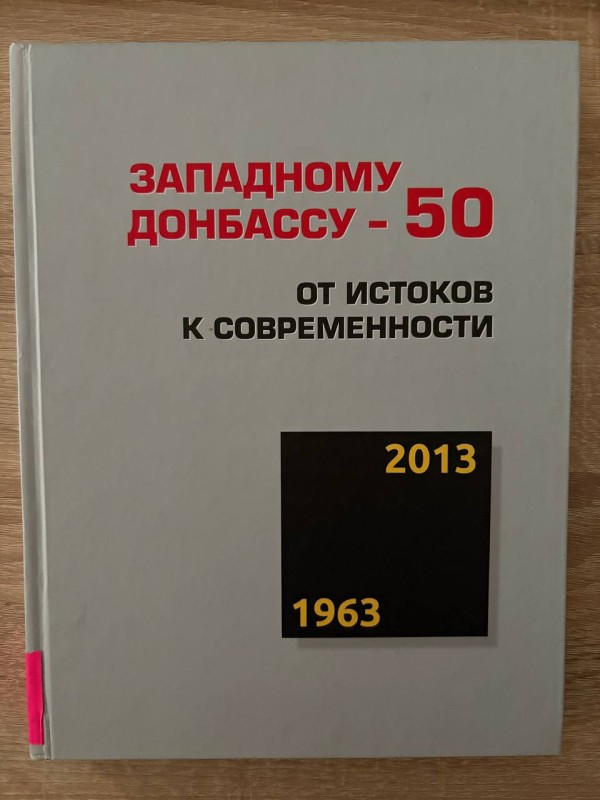 ЗАПАДНОМУ
ДОНБАССУ - 50
ОТ ИСТОКОВ
К СОВРЕМЕННОСТИ
2013
1963